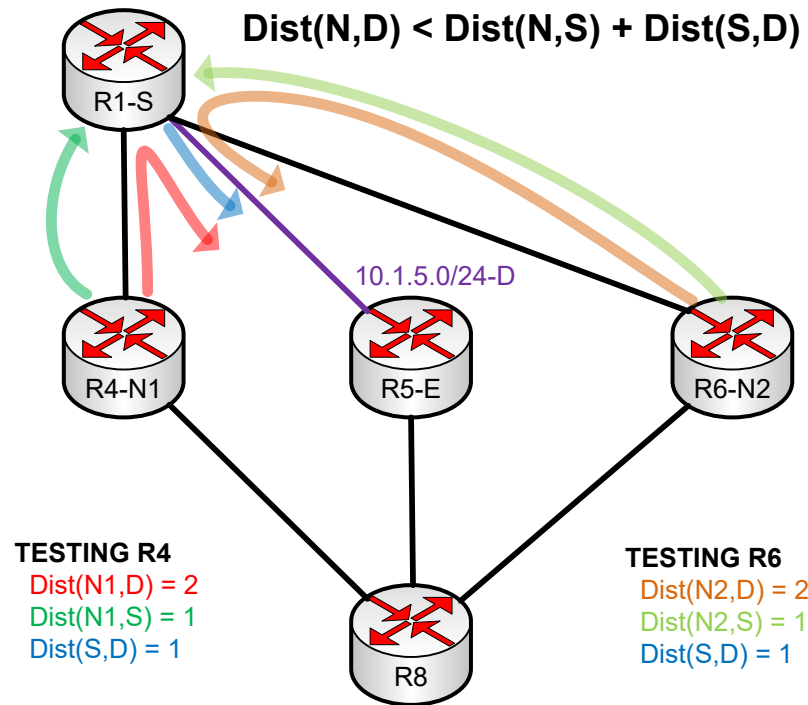 Dist(N,D) < Dist(N,S) + Dist(S,D)
R1-S
10.1.5.0/24-D
R4-N1
R5-E
R6-N2
TESTING R4
Dist(N1,D) = 2
Dist(N1,S) = 1
Dist(S,D) = 1
TESTING R6
Dist(N2,D) = 2
Dist(N2,S) = 1
Dist(S,D) = 1
R8